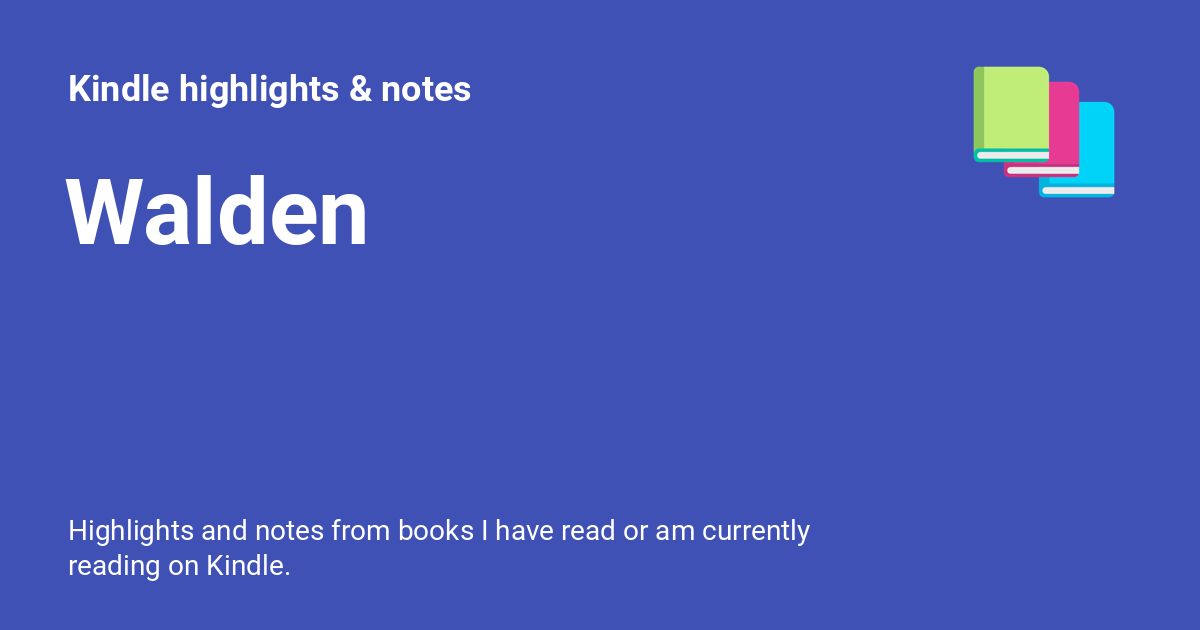 Kindle highlights & notes
Walden
Highlights and notes from books I have read or am currently
reading on Kindle.